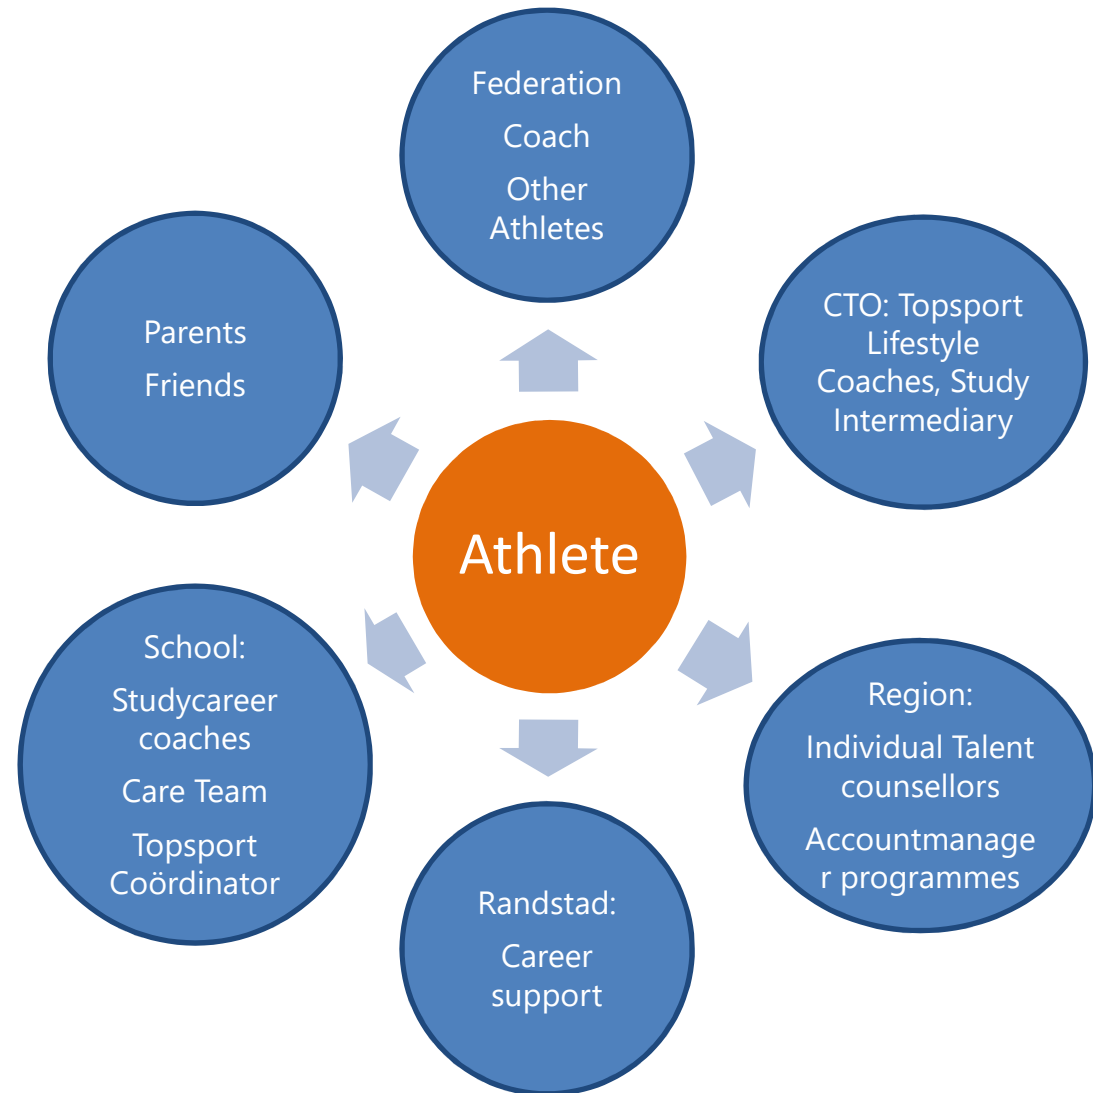 Federation
Coach
Other
Athletes
CTO: Topsport
Lifestyle
Coaches, Study
Intermediary
Region:
Individual Talent
counsellors
Accountmanage
r programmes
Randstad:
Career
support
School:
Studycareer
coaches
Care Team
Topsport
Coördinator
Parents
Friends
Athlete